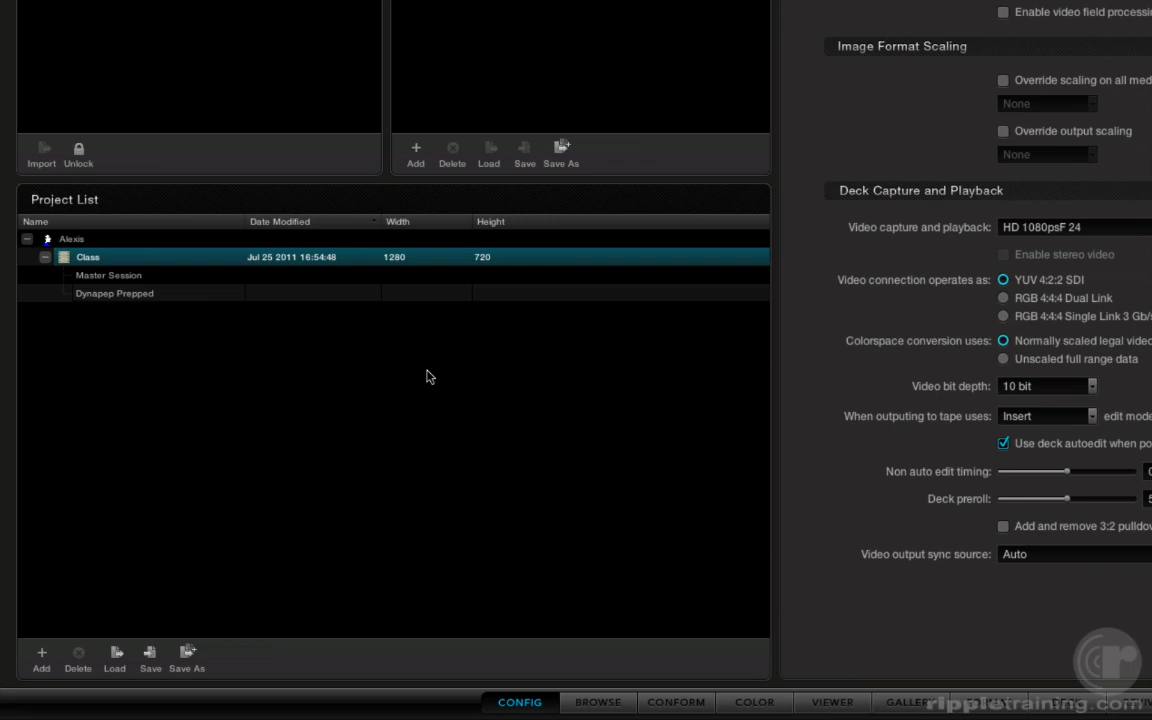 Enable video field processi
Image Format Scaling
Override scaling on all med
None
Override output scaling
None
Import Unlock
Add Delete Load Save Save As
Project List
Name Date Modified Width Height
Alexis
Class Jul 25 2011 16:54:48 1280 720
Master Session
Dynapep Prepped
Deck Capture and Playback
Video capture and playback: HD 1080psF 24
Enable stereo video
Video connection operates as: YUV 4:2:2 SDI
RGB 4:4:4 Dual Link
RGB 4:4:4 Single Link 3 Gb/s
Colorspace conversion uses: Normally scaled legal video
Unscaled full range data
Video bit depth: 10 bit
When outputing to tape uses: Insert edit mode
Use deck autoedit when po
Non auto edit timing: 0
Deck preroll: 5
Add and remove 3:2 pulldov
Video output sync source: Auto
Add Delete Load Save Save As
CONFIG BROWSE CONFORM COLOR VIEWER GALLERY
rippletraining.com